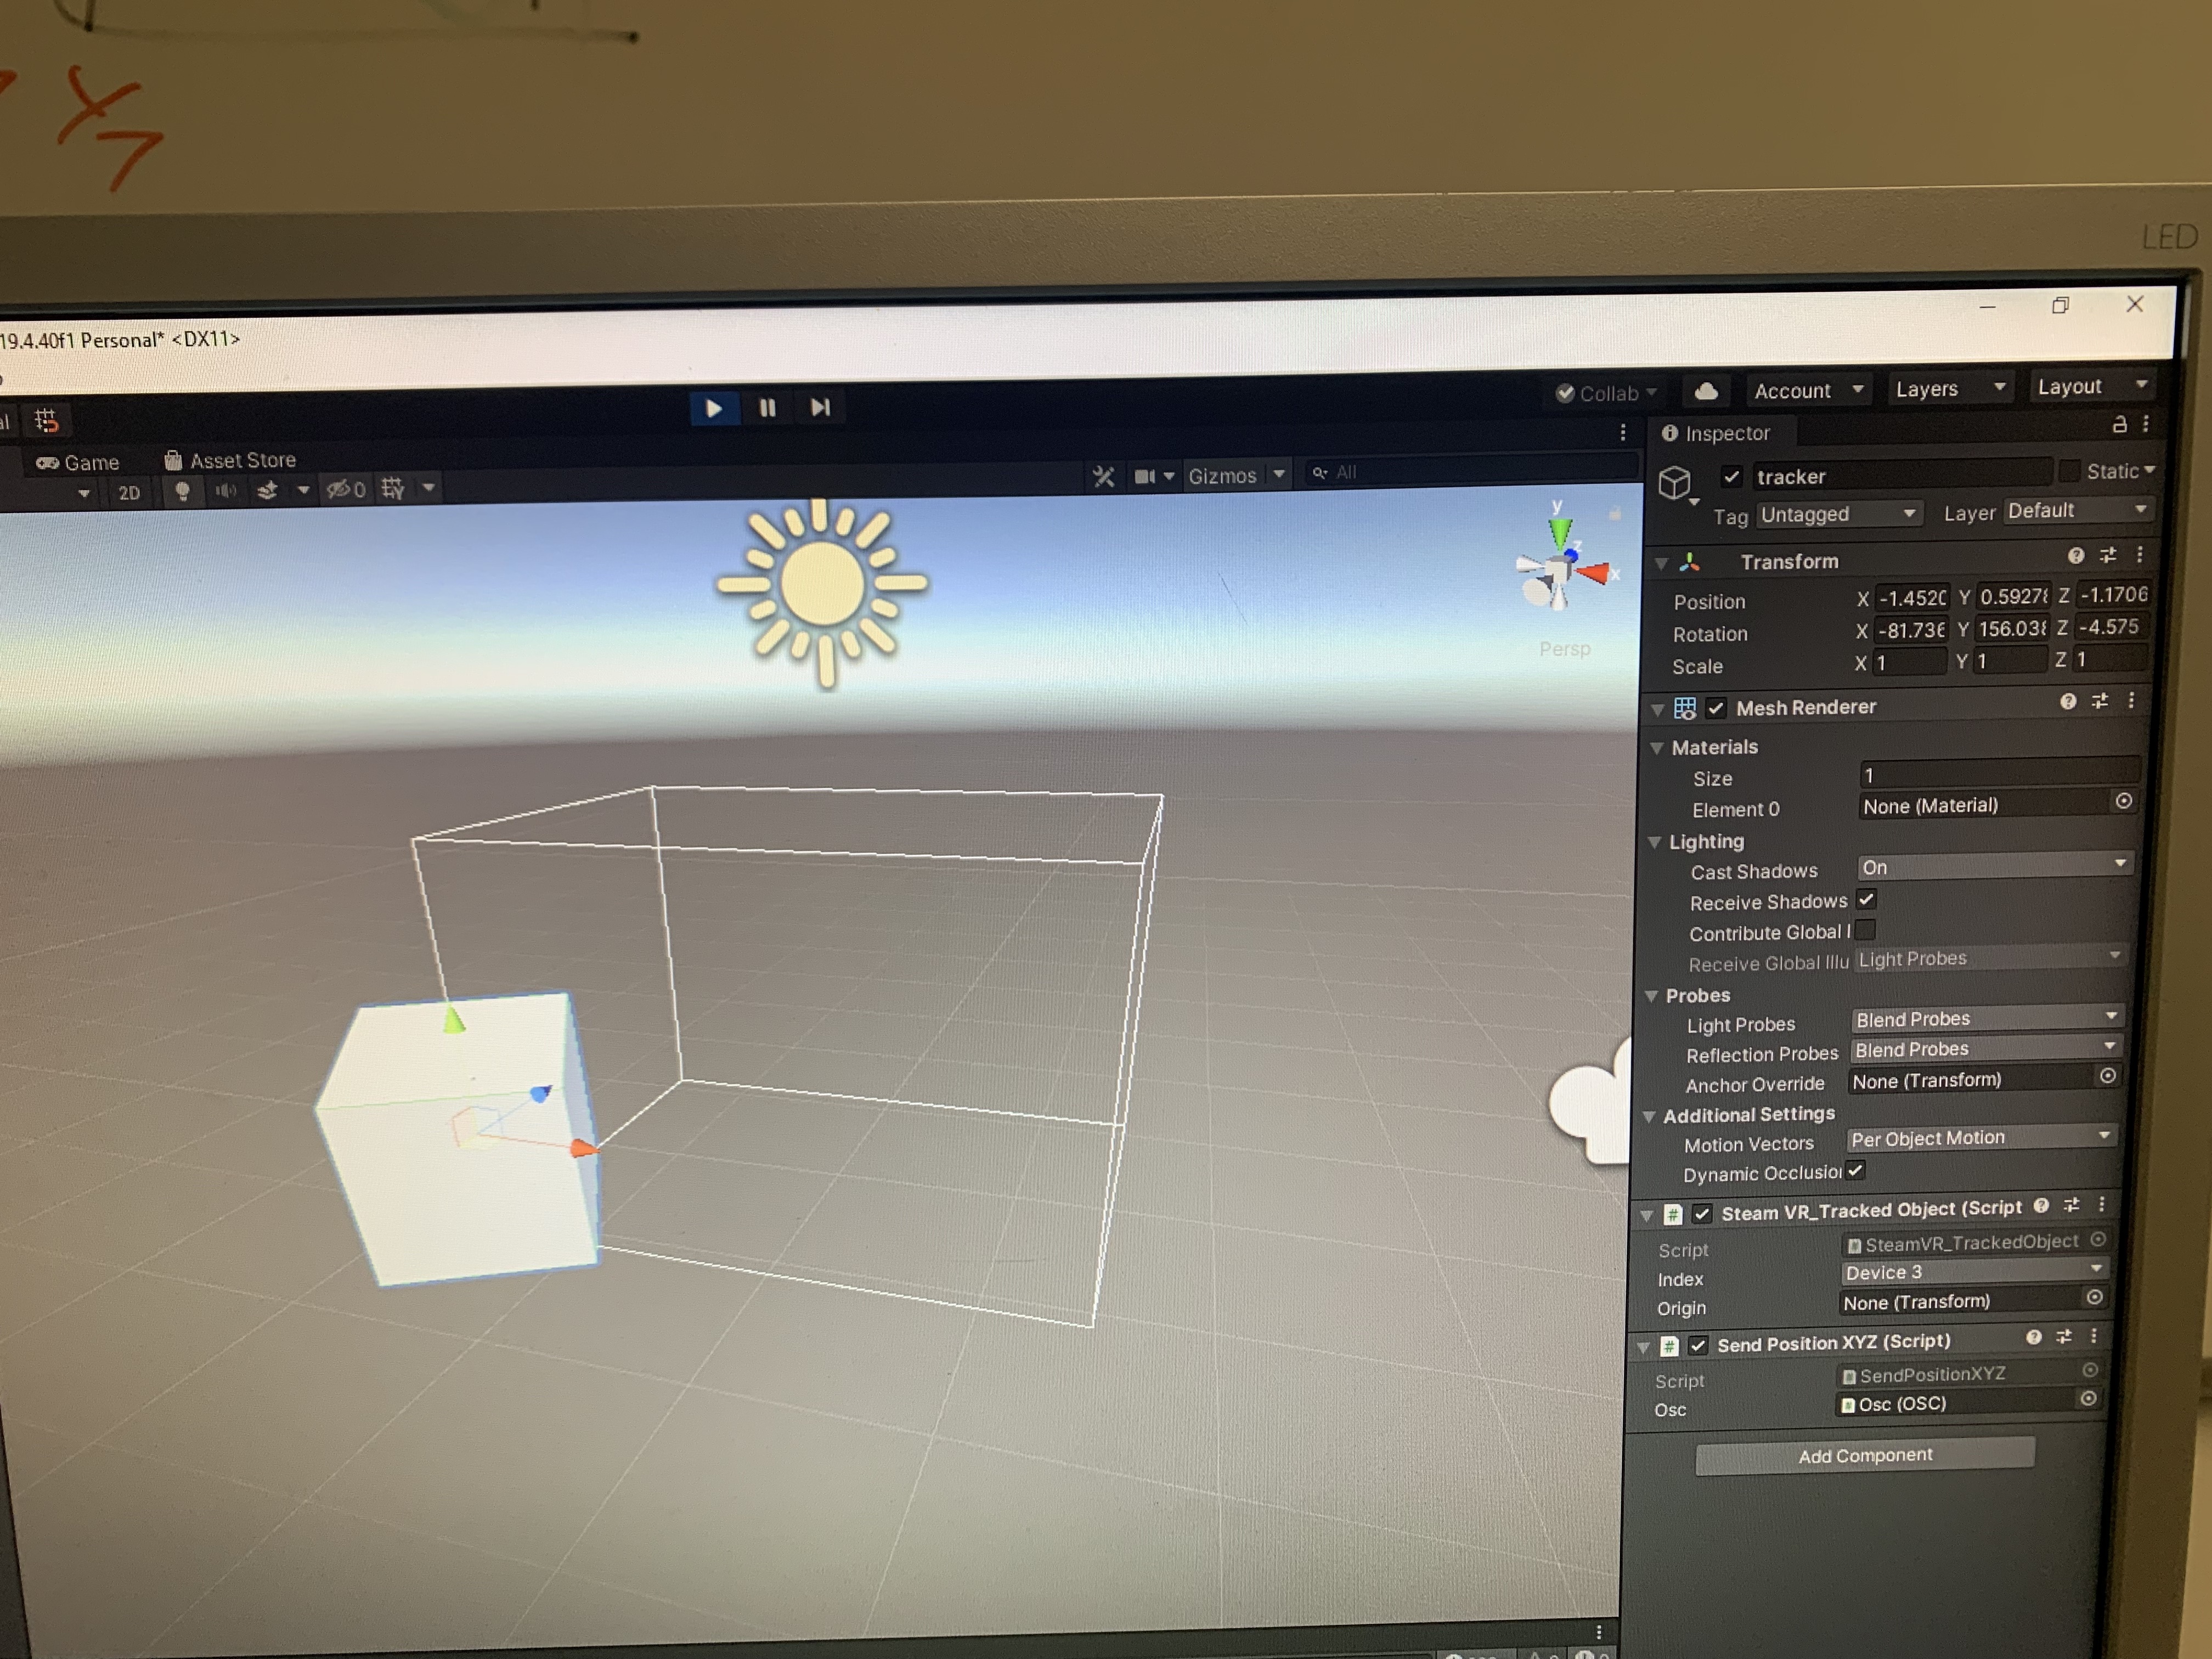 X 7
LED
19.4.40f1 Personal* <DX11>
Collab
Account
Layers
Layout
Game
Asset Store
2D
0
Gizmos
All
y
z
x
Persp
Inspector
tracker
Static
Tag Untagged Layer Default
Transform
Position X -1.4520 Y 0.59278 Z -1.1706
Rotation X -81.736 Y 156.038 Z -4.575
Scale X 1 Y 1 Z 1
Mesh Renderer
Materials
Size 1
Element 0 None (Material)
Lighting
Cast Shadows On
Receive Shadows
Contribute Global I
Receive Global Illu Light Probes
Probes
Light Probes Blend Probes
Reflection Probes Blend Probes
Anchor Override None (Transform)
Additional Settings
Motion Vectors Per Object Motion
Dynamic Occlusion
# Steam VR_Tracked Object (Script
Script SteamVR_TrackedObject
Index Device 3
Origin None (Transform)
# Send Position XYZ (Script)
Script SendPositionXYZ
Osc Osc (OSC)
Add Component